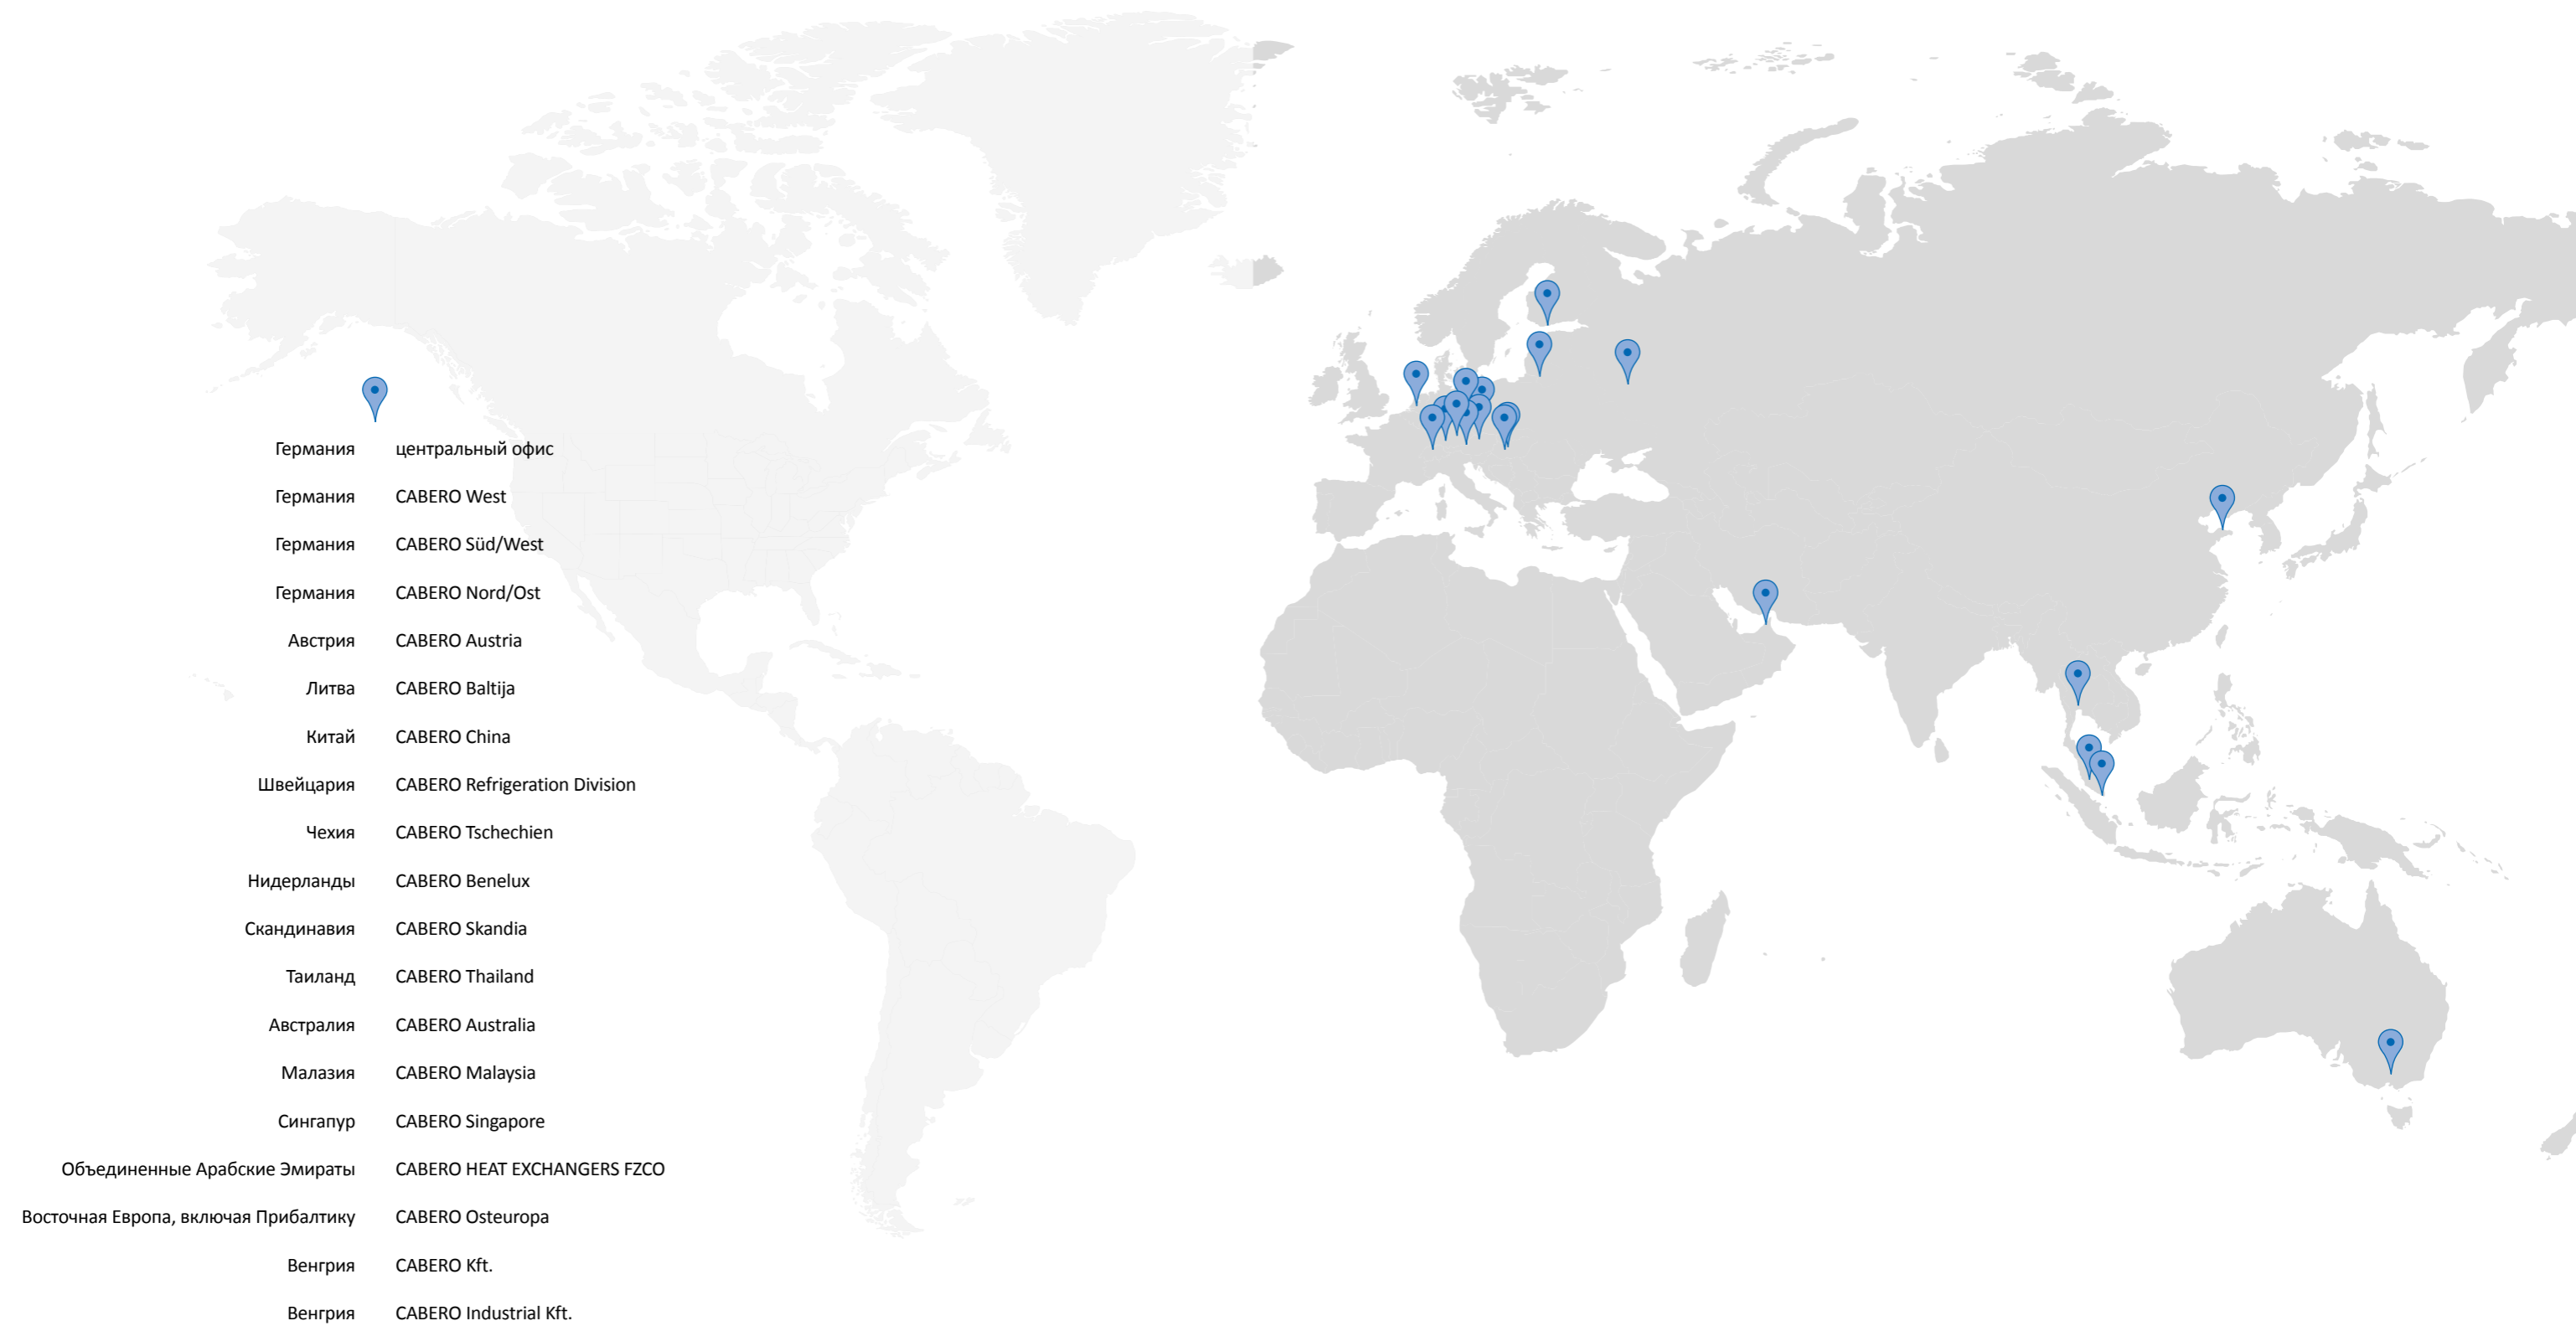 Германия центральный офис
Германия CABERO West
Германия CABERO Süd/West
Германия CABERO Nord/Ost
Австрия CABERO Austria
Литва CABERO Baltija
Китай CABERO China
Швейцария CABERO Refrigeration Division
Чехия CABERO Tschechien
Нидерланды CABERO Benelux
Скандинавия CABERO Skandia
Таиланд CABERO Thailand
Австралия CABERO Australia
Малазия CABERO Malaysia
Сингапур CABERO Singapore
Объединенные Арабские Эмираты CABERO HEAT EXCHANGERS FZCO
Восточная Европа, включая Прибалтику CABERO Osteuropa
Венгрия CABERO Kft.
Венгрия CABERO Industrial Kft.